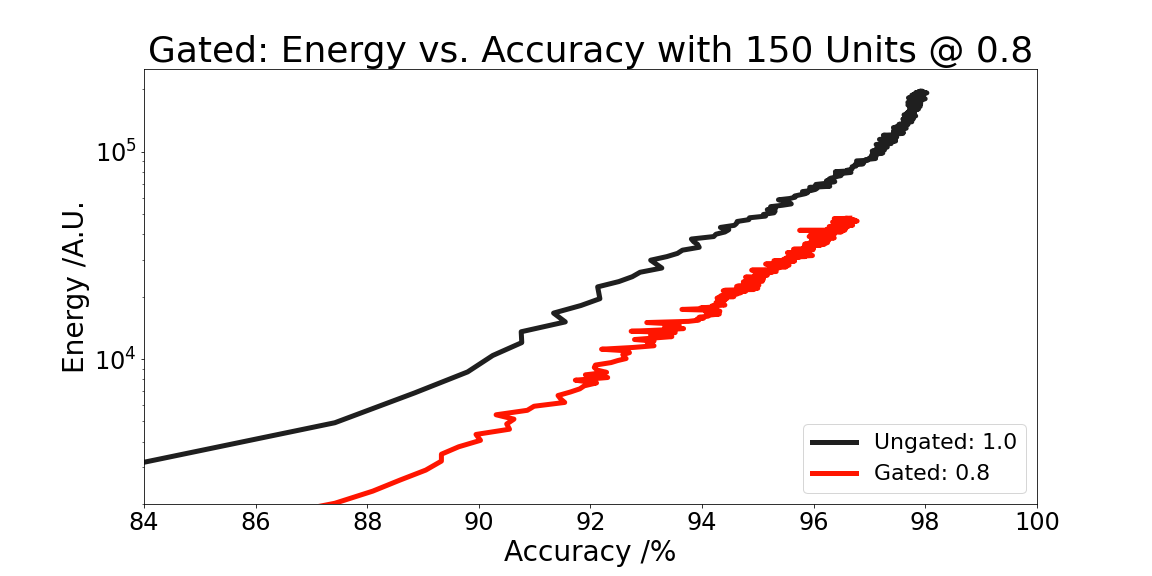 Gated: Energy vs. Accuracy with 150 Units @ 0.8
Energy /A.U.
10^5
10^4
Ungated: 1.0
Gated: 0.8
84 86 88 90 92 94 96 98 100
Accuracy /%